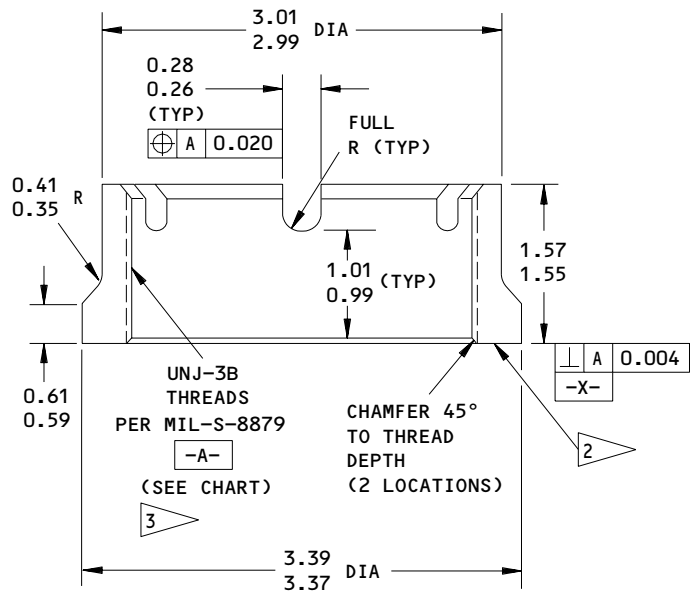 3.01
2.99 DIA
0.28
0.26
(TYP)
⌖ A 0.020
FULL
R (TYP)
0.41
0.35 R
1.01
0.99 (TYP)
1.57
1.55
0.61
0.59
UNJ-3B
THREADS
PER MIL-S-8879
-A-
(SEE CHART)
3
CHAMFER 45°
TO THREAD
DEPTH
(2 LOCATIONS)
⊥ A 0.004
-X-
2
3.39
3.37 DIA